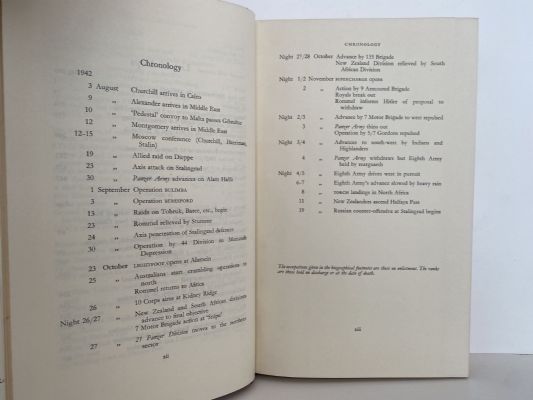 Chronology
1942
3 August Churchill arrives in Cairo
9 „ Alexander arrives in Middle East
10 „ 'Pedestal' convoy to Malta passes Gibraltar
12 „ Montgomery arrives in Middle East
12–15 „ Moscow conference (Churchill, Harriman,
Stalin)
19 „ Allied raid on Dieppe
23 „ Axis attack on Stalingrad
30 „ Panzer Army advances on Alam Halfa
1 September Operation BULIMBA
3 „ Operation BERESFORD
13 „ Raids on Tobruk, Barce, etc., begin
23 „ Rommel relieved by Stumme
24 „ Axis penetration of Stalingrad defences
30 „ Operation by 44 Division to Munassib
Depression
23 October LIGHTFOOT opens at Alamein
25 „ Australians start crumbling operations to
north
Rommel returns to Africa
26 „ 10 Corps aims at Kidney Ridge
Night 26/27 „ New Zealand and South African divisions
advance to final objective
7 Motor Brigade action at 'Snipe'
27 „ 21 Panzer Division moves to the northern
sector
xii
CHRONOLOGY
Night 27/28 October Advance by 133 Brigade
New Zealand Division relieved by South
African Division
Night 1/2 November SUPERCHARGE opens
2 „ Action by 9 Armoured Brigade
Royals break out
Rommel informs Hitler of proposal to
withdraw
Night 2/3 „ Advance by 7 Motor Brigade to west repulsed
3 „ Panzer Army thins out
Operation by 5/7 Gordons repulsed
Night 3/4 „ Advances to south-west by Indians and
Highlanders
4 „ Panzer Army withdraws but Eighth Army
held by rearguards
Night 4/5 „ Eighth Army drives west in pursuit
6–7 „ Eighth Army's advance slowed by heavy rain
8 „ TORCH landings in North Africa
11 „ New Zealanders ascend Halfaya Pass
19 „ Russian counter-offensive at Stalingrad begins
The occupations given in the biographical footnotes are those on enlistment. The ranks
are those held on discharge or at the date of death.
xiii